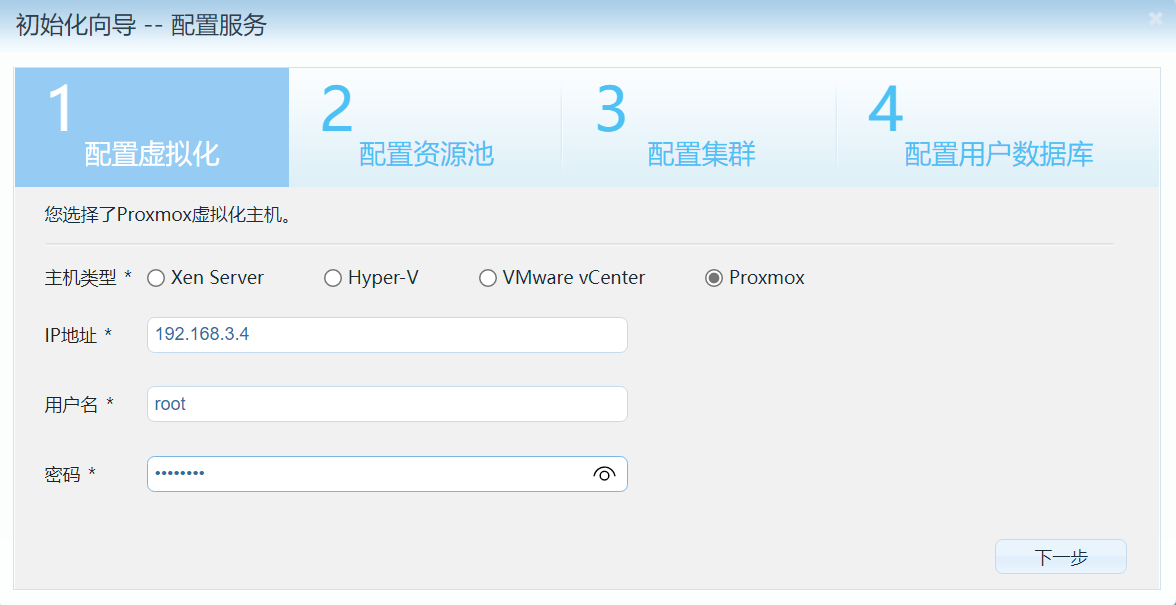 初始化向导 -- 配置服务
1
配置虚拟化
2
配置资源池
3
配置集群
4
配置用户数据库
您选择了Proxmox虚拟化主机。
主机类型 * Xen Server Hyper-V VMware vCenter Proxmox
IP地址 * 192.168.3.4
用户名 * root
密码 * ••••••••
下一步